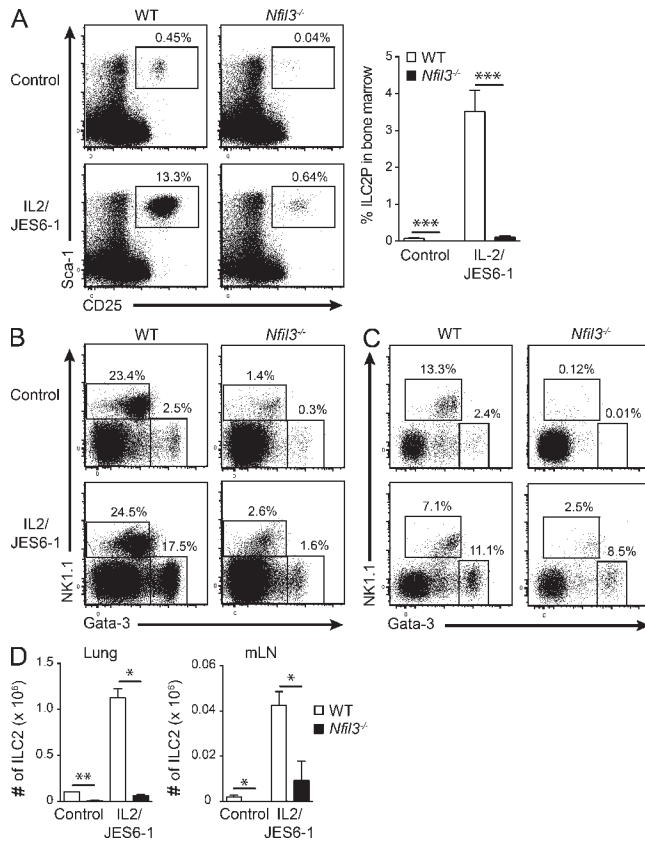 A
WT
Nfil3-/-
0.45%
0.04%
Control
13.3%
0.64%
IL2/
JES6-1
Sca-1
CD25
WT
Nfil3-/-
% ILC2P in bone marrow
5
4
3
2
1
0
***
***
Control
IL-2/
JES6-1
B
WT
Nfil3-/-
Control
23.4%
2.5%
1.4%
0.3%
IL2/
JES6-1
24.5%
17.5%
2.6%
1.6%
NK1.1
Gata-3
C
WT
Nfil3-/-
13.3%
2.4%
0.12%
0.01%
7.1%
11.1%
2.5%
8.5%
NK1.1
Gata-3
D
Lung
# of ILC2 (x 10⁶)
1.5
1.0
0.5
0
**
*
Control
IL2/
JES6-1
mLN
# of ILC2 (x 10⁶)
0.06
0.04
0.02
0
*
*
Control
IL2/
JES6-1
WT
Nfil3-/-